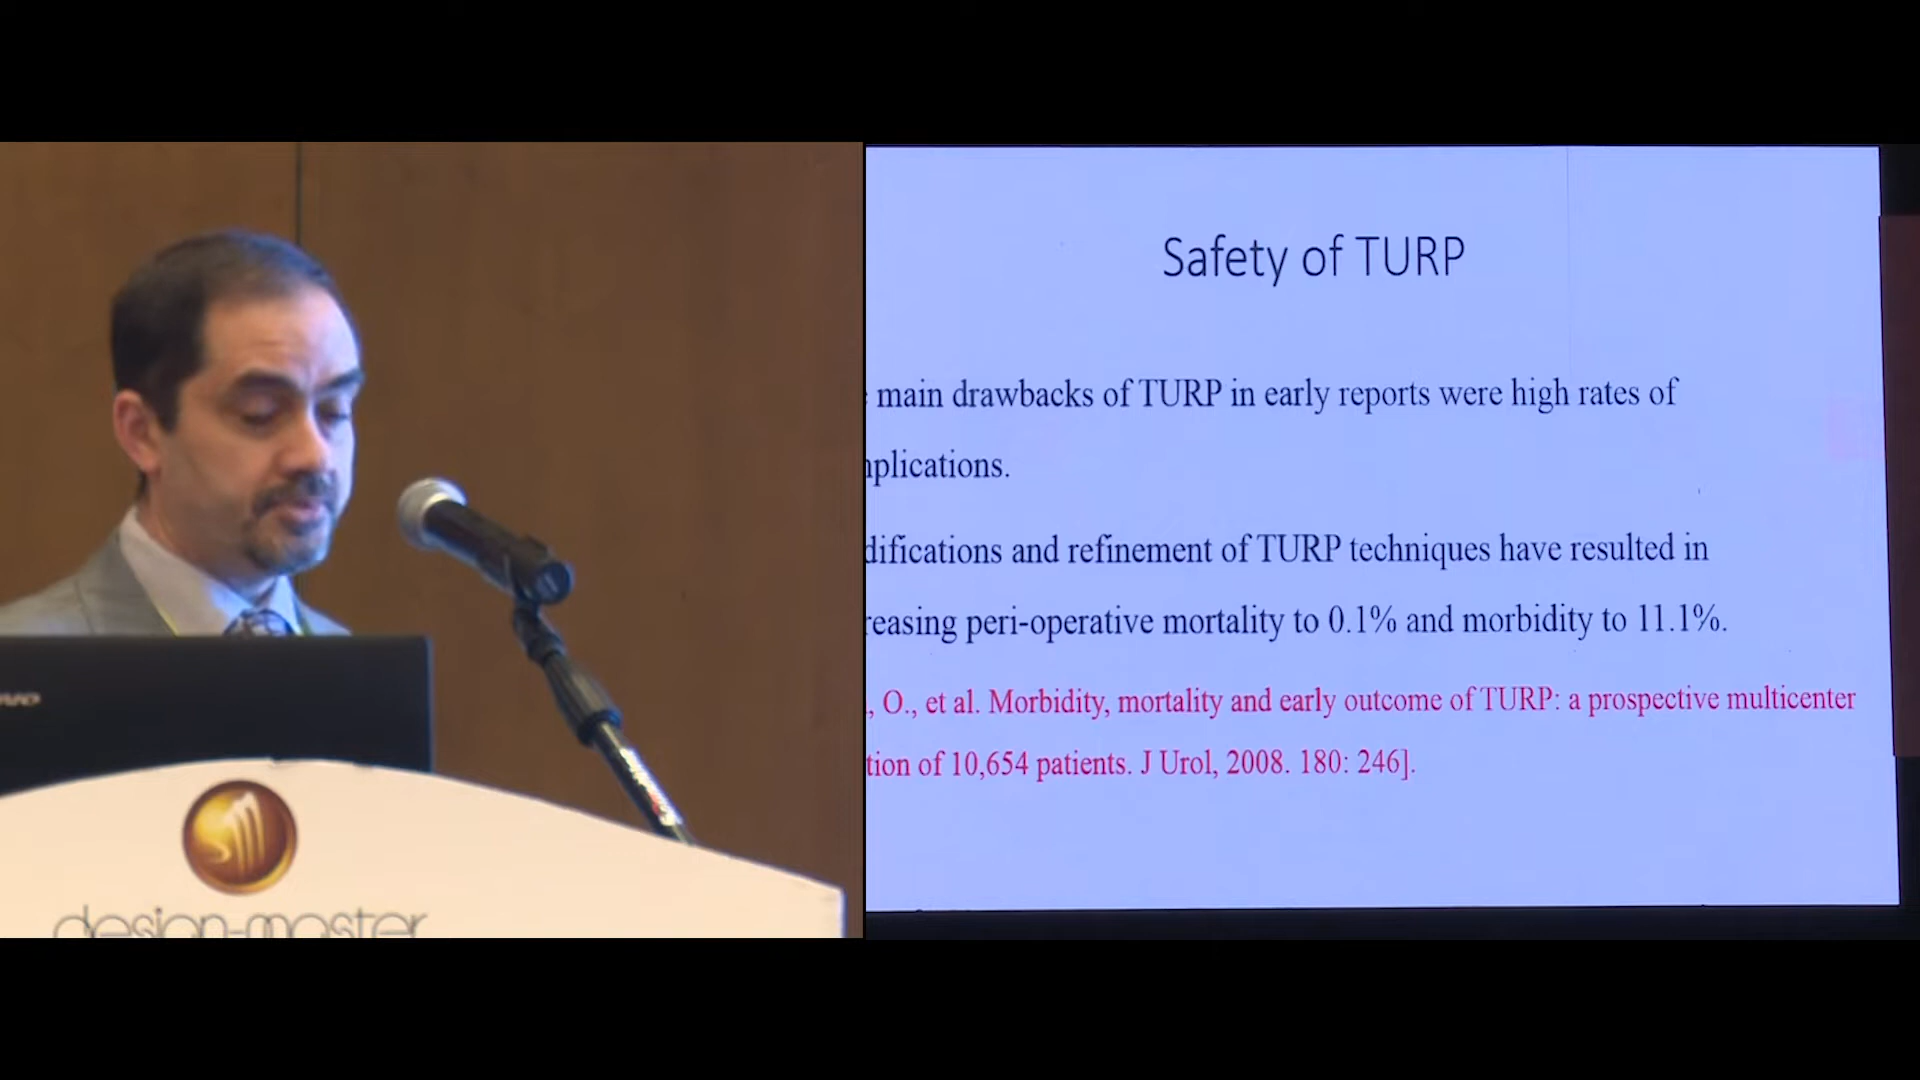 Safety of TURP
main drawbacks of TURP in early reports were high rates of
plications.
difications and refinement of TURP techniques have resulted in
reasing peri-operative mortality to 0.1% and morbidity to 11.1%.
, O., et al. Morbidity, mortality and early outcome of TURP: a prospective multicenter
tion of 10,654 patients. J Urol, 2008. 180: 246].
design-master